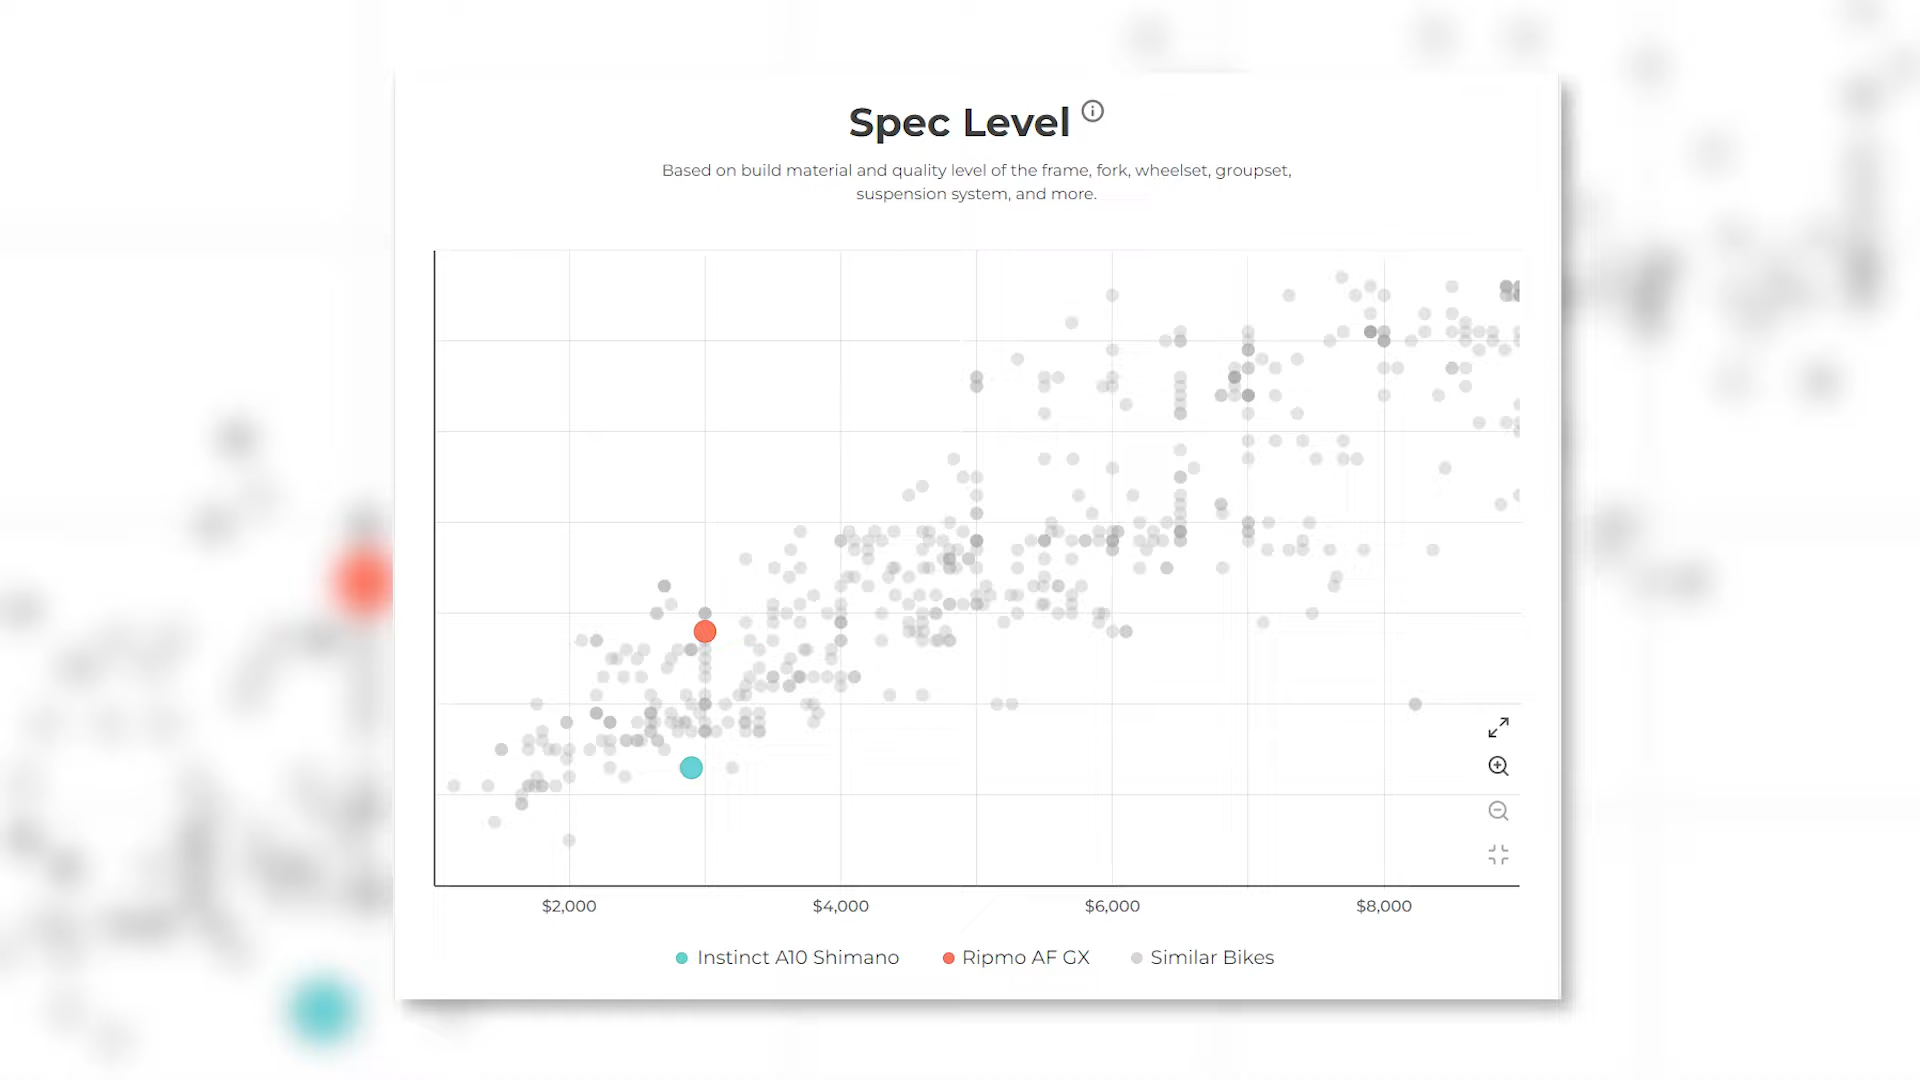 Spec Level
Based on build material and quality level of the frame, fork, wheelset, groupset,
suspension system, and more.
$2,000 $4,000 $6,000 $8,000
Instinct A10 Shimano Ripmo AF GX Similar Bikes